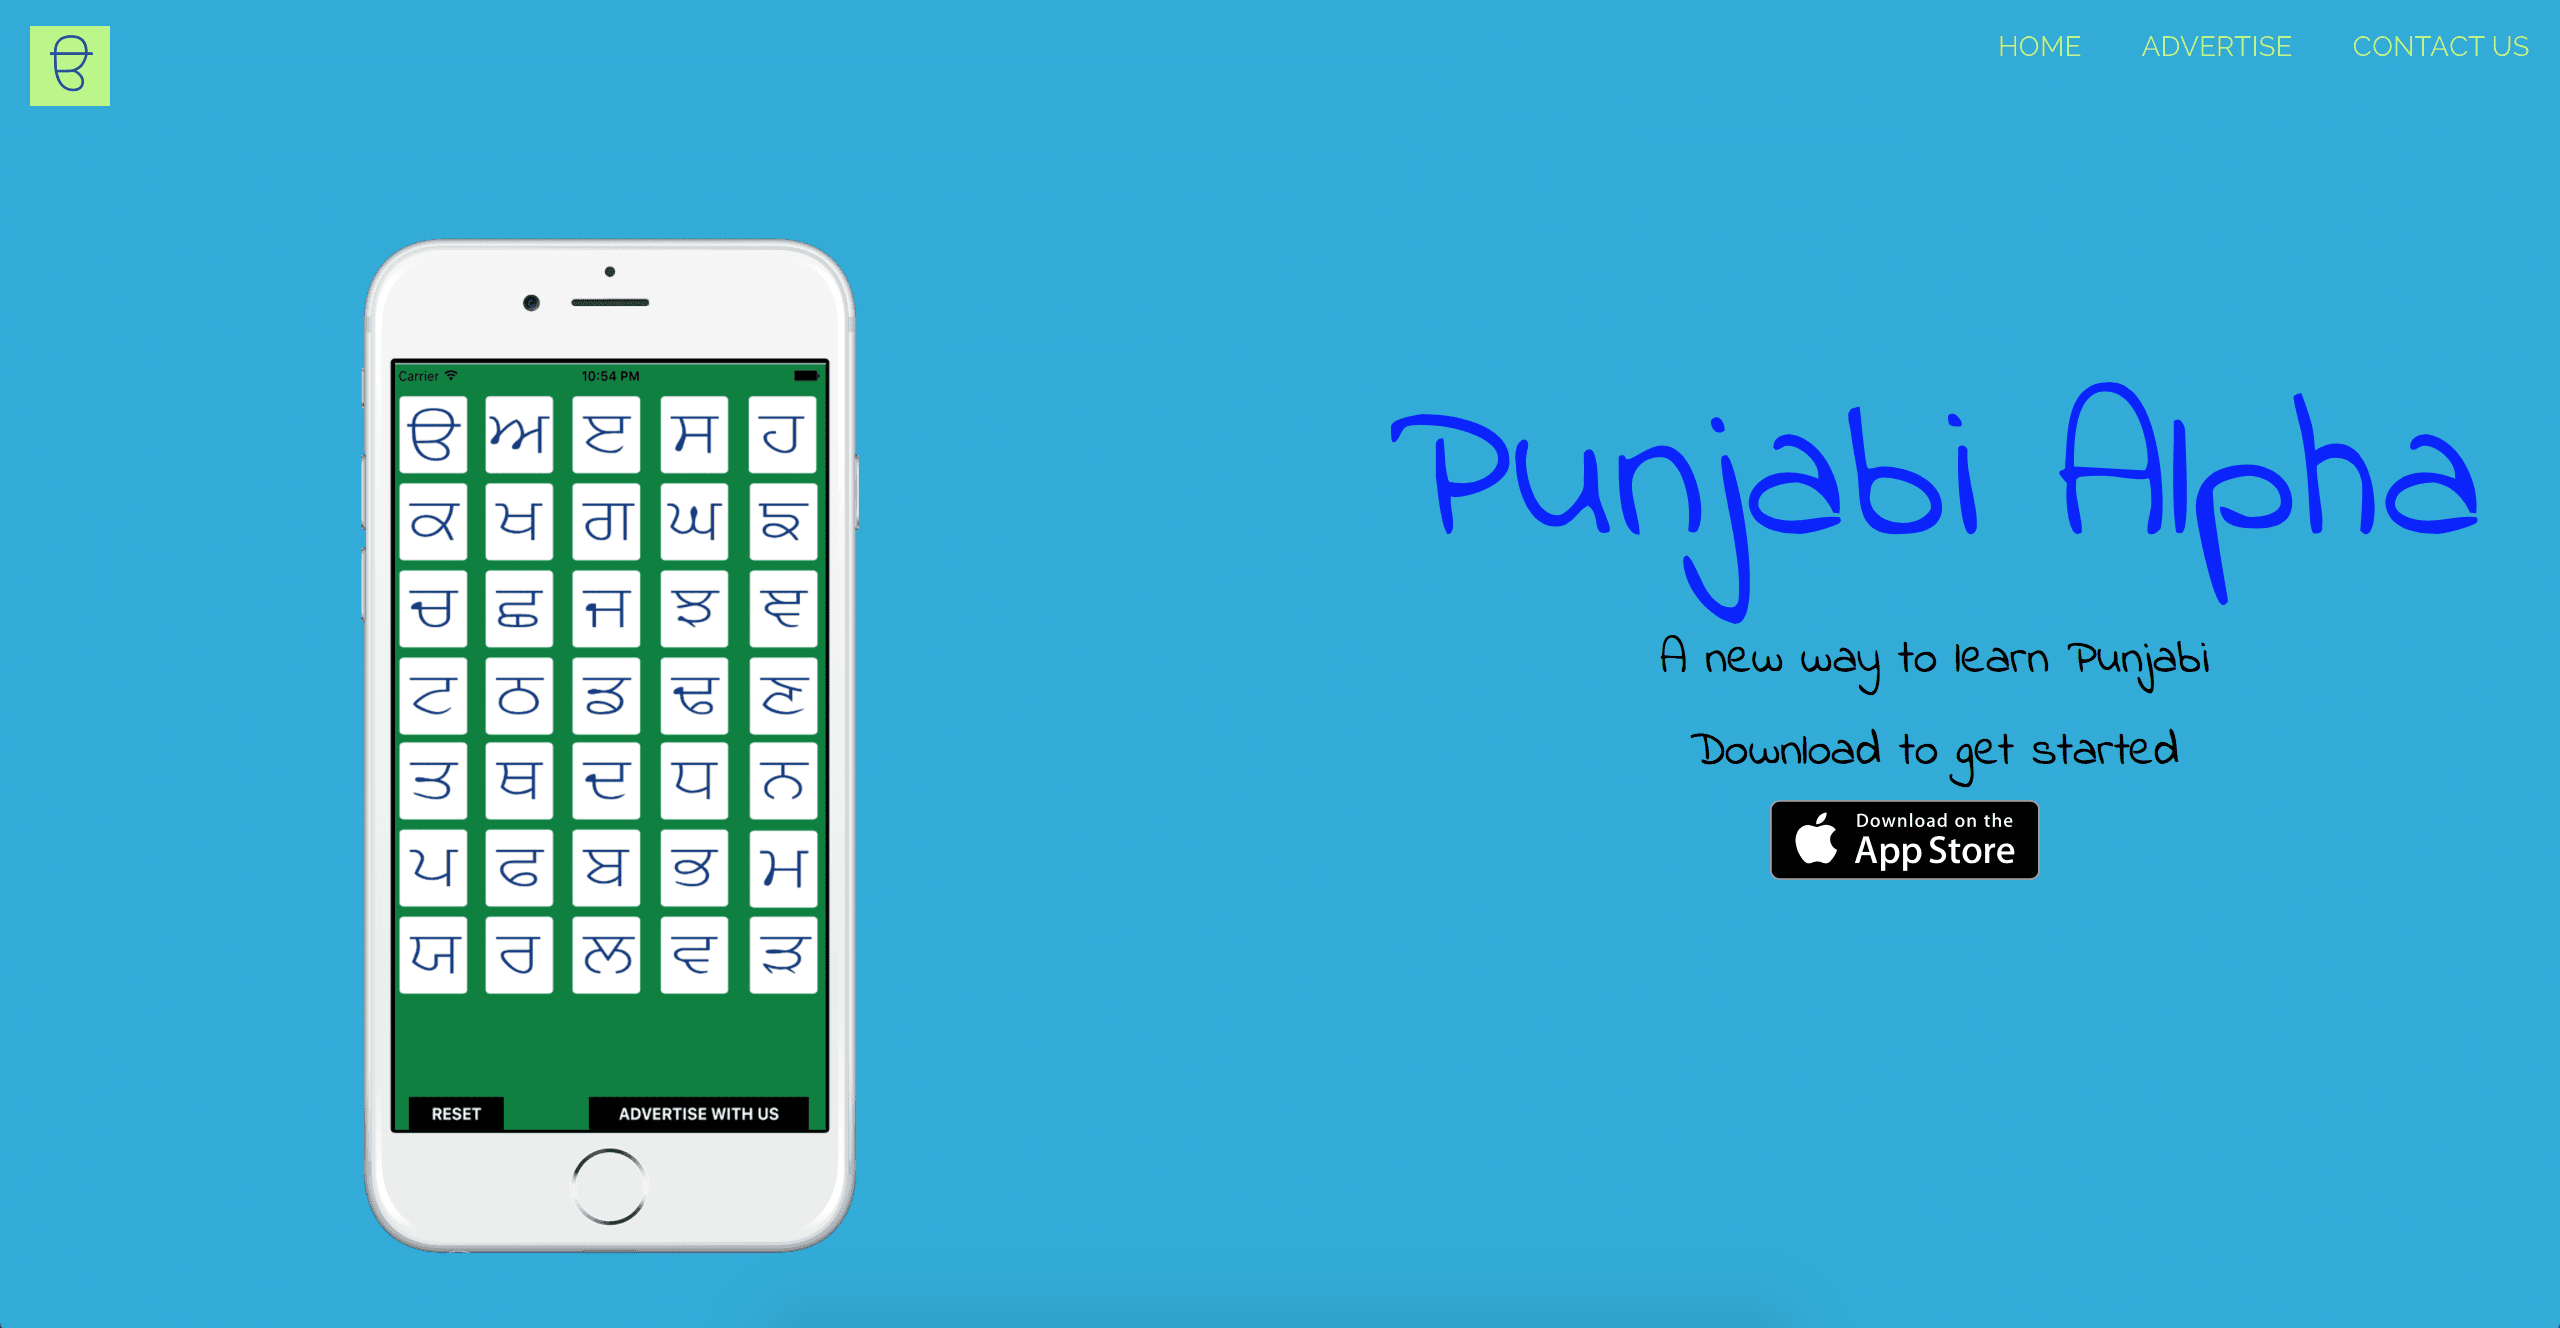 ੳ
HOME ADVERTISE CONTACT US
Carrier 10:54 PM
ੳ ਅ ੲ ਸ ਹ
ਕ ਖ ਗ ਘ ਙ
ਚ ਛ ਜ ਝ ਞ
ਟ ਠ ਡ ਢ ਣ
ਤ ਥ ਦ ਧ ਨ
ਪ ਫ ਬ ਭ ਮ
ਯ ਰ ਲ ਵ ੜ
RESET ADVERTISE WITH US
Punjabi Alpha
A new way to learn Punjabi
Download to get started
Download on the
App Store